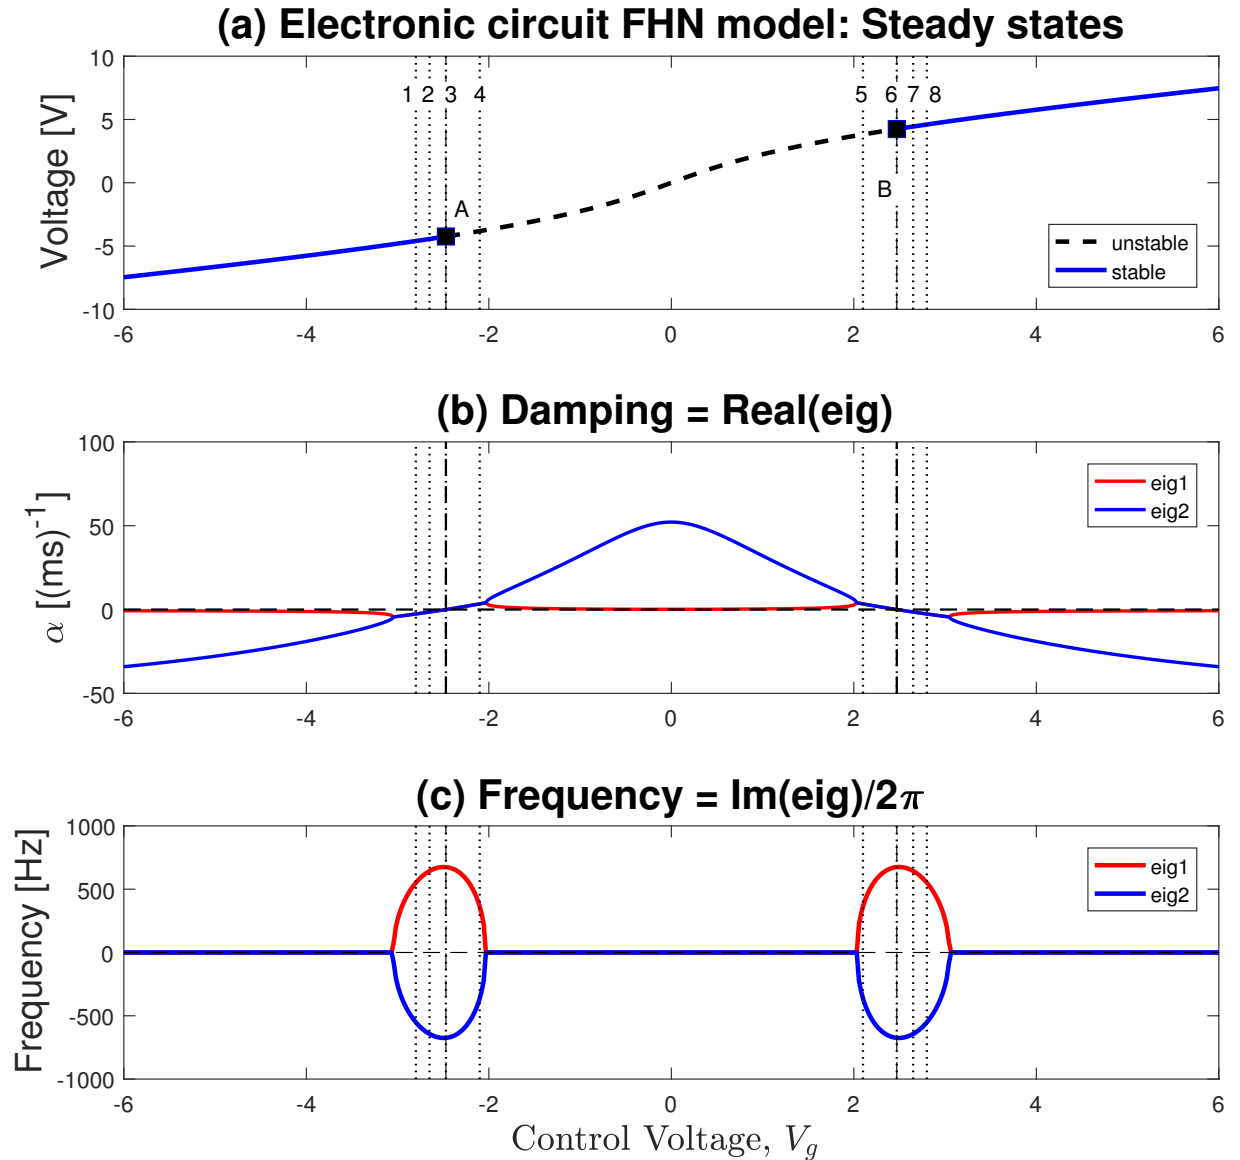 (a) Electronic circuit FHN model: Steady states
Voltage [V]
10
5
0
-5
-10
1 2 3 4 5 6 7 8
A
B
unstable
stable
-6 -4 -2 0 2 4 6
(b) Damping = Real(eig)
α [(ms)⁻¹]
100
50
0
-50
eig1
eig2
-6 -4 -2 0 2 4 6
(c) Frequency = Im(eig)/2π
Frequency [Hz]
1000
500
0
-500
-1000
eig1
eig2
-6 -4 -2 0 2 4 6
Control Voltage, V_g